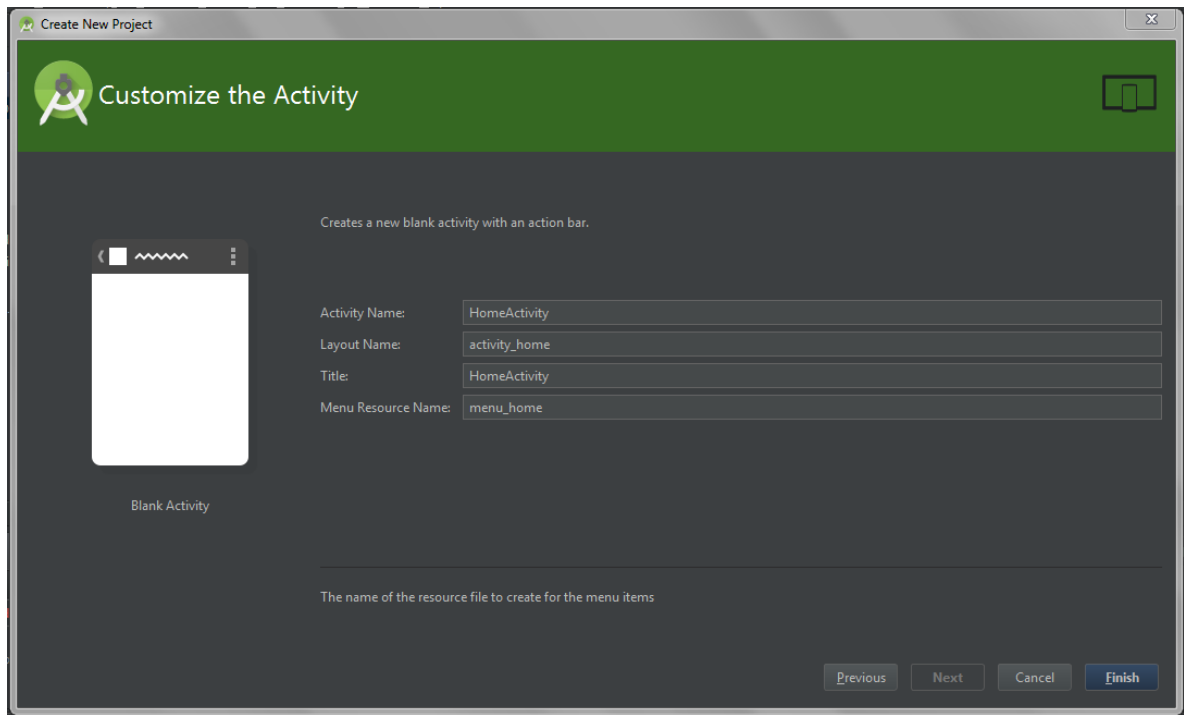 Create New Project
Customize the Activity
Creates a new blank activity with an action bar.
Activity Name: HomeActivity
Layout Name: activity_home
Title: HomeActivity
Menu Resource Name: menu_home
Blank Activity
The name of the resource file to create for the menu items
Previous Next Cancel Finish